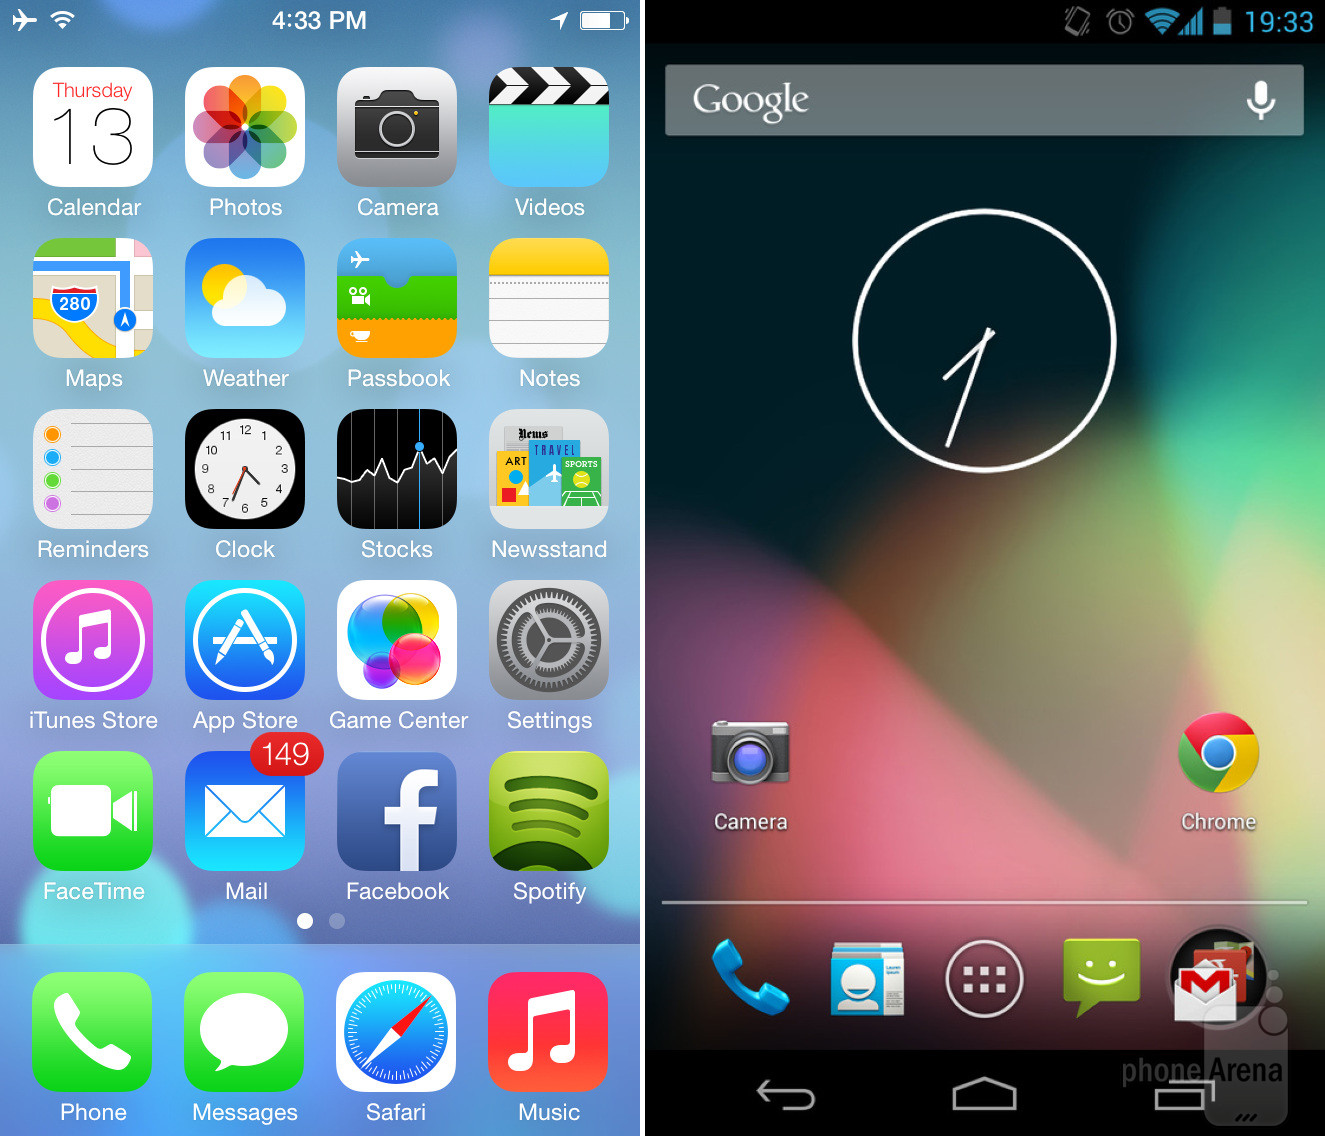 4:33 PM
Thursday
13
Calendar
Photos
Camera
Videos
280
Maps
Weather
Passbook
Notes
Reminders
12
11 1
10 2
9 3
8 4
7 5
6
Clock
Stocks
News
TRAVEL
ART
SPORTS
Newsstand
iTunes Store
App Store
Game Center
Settings
149
FaceTime
Mail
Facebook
Spotify
Phone
Messages
Safari
Music
19:33
Google
Camera
Chrome
phoneArena